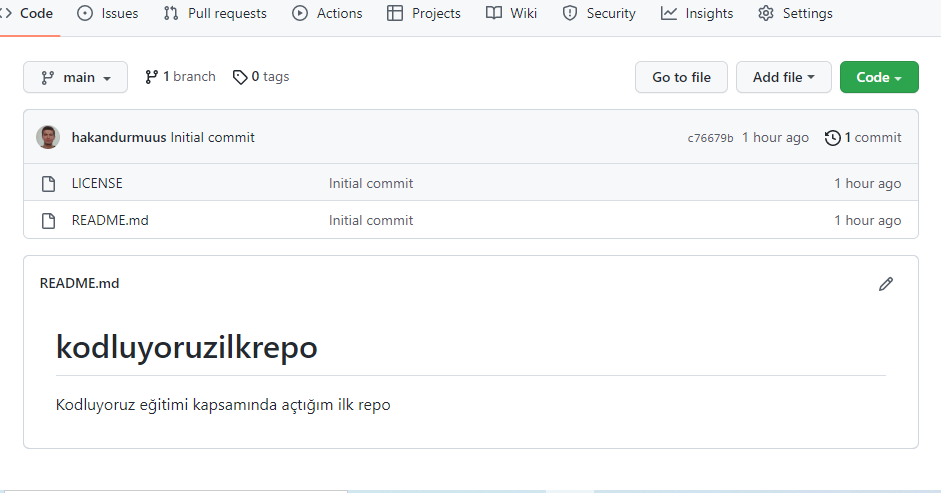 Code Issues Pull requests Actions Projects Wiki Security Insights Settings
main 1 branch 0 tags Go to file Add file Code
hakandurmuus Initial commit c76679b 1 hour ago 1 commit
LICENSE Initial commit 1 hour ago
README.md Initial commit 1 hour ago
README.md
kodluyoruzilkrepo
Kodluyoruz eğitimi kapsamında açtığım ilk repo